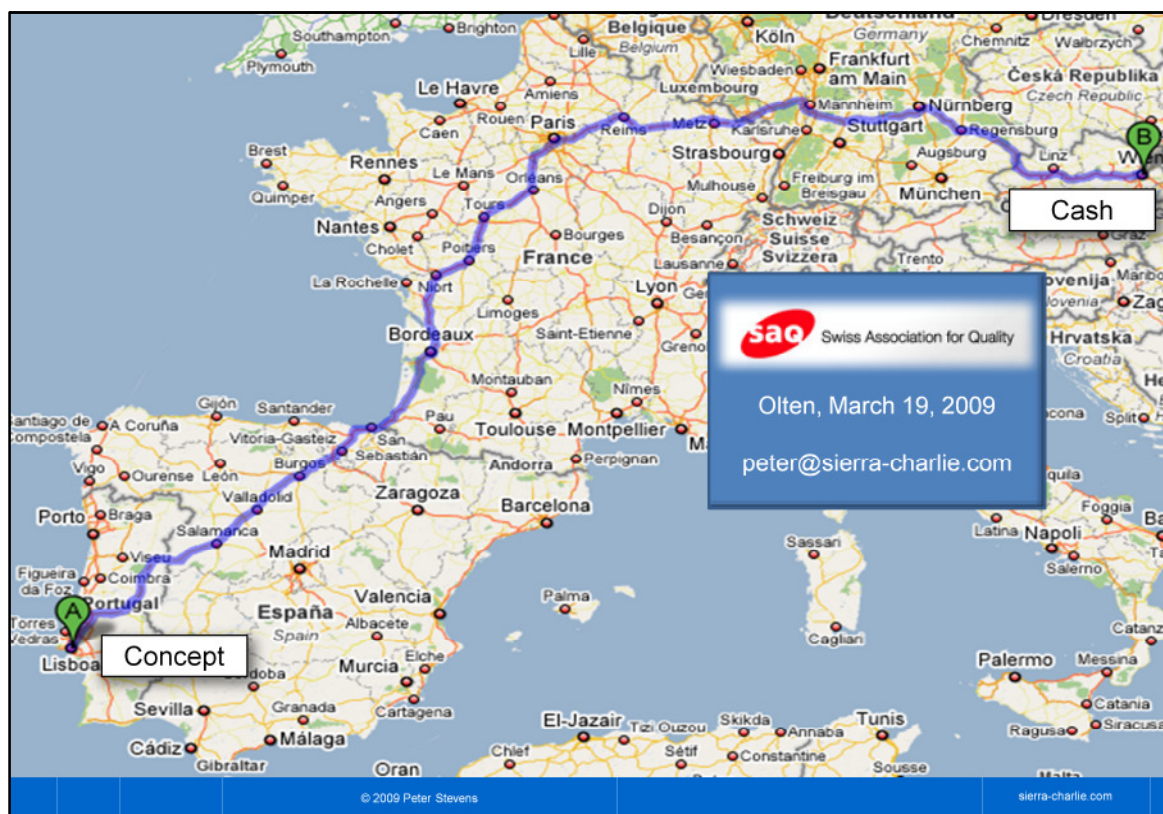 Southampton
Brighton
Plymouth
Belgique
Belgium
Lille
Köln
Deutschland
Germany
Dresden
Chemnitz
Wałbrzych
Wiesbaden
Frankfurt
am Main
Luxembourg
Česká Republika
Czech Republic
Le Havre
Amiens
Rouen
Caen
Paris
Reims
Metz
Mannheim
Nürnberg
Karlsruhe
Stuttgart
Regensburg
Strasbourg
Brest
Quimper
Rennes
Le Mans
Orléans
Augsburg
München
Linz
B
Cash
Freiburg im
Breisgau
Mulhouse
Angers
Tours
Nantes
Cholet
Bourges
Dijon
Besançon
Schweiz
Suisse
Svizzera
Graz
Poitiers
France
Lausanne
Trento
La Rochelle
Niort
Limoges
Lyon
Saint-Etienne
Bordeaux
saq Swiss Association for Quality
Hrvatska
Croatia
Olten, March 19, 2009
peter@sierra-charlie.com
Split
Montauban
Nîmes
Toulouse
Montpellier
Pau
Andorra
Perpignan
Santiago de
Compostela
A Coruña
Gijón
Santander
San
Sebastián
Vitoria-Gasteiz
Vigo
Ourense
León
Burgos
Valladolid
Zaragoza
Barcelona
Porto
Braga
Salamanca
Viseu
Madrid
Figueira
da Foz
Coimbra
Portugal
España
Spain
Valencia
Palma
Sassari
Cagliari
Latina
Napoli
Foggia
Salerno
A
Torres
Vedras
Lisboa
Concept
Albacete
Elche
Murcia
Cartagena
Sevilla
Granada
Málaga
Cádiz
Gibraltar
Oran
El-Jazair
Tizi Ouzou
Chlef
Sétif
Skikda
Annaba
Constantine
Tunis
Sousse
Palermo
Messina
Catania
Ragusa
Siracusa
Malta
© 2009 Peter Stevens
sierra-charlie.com